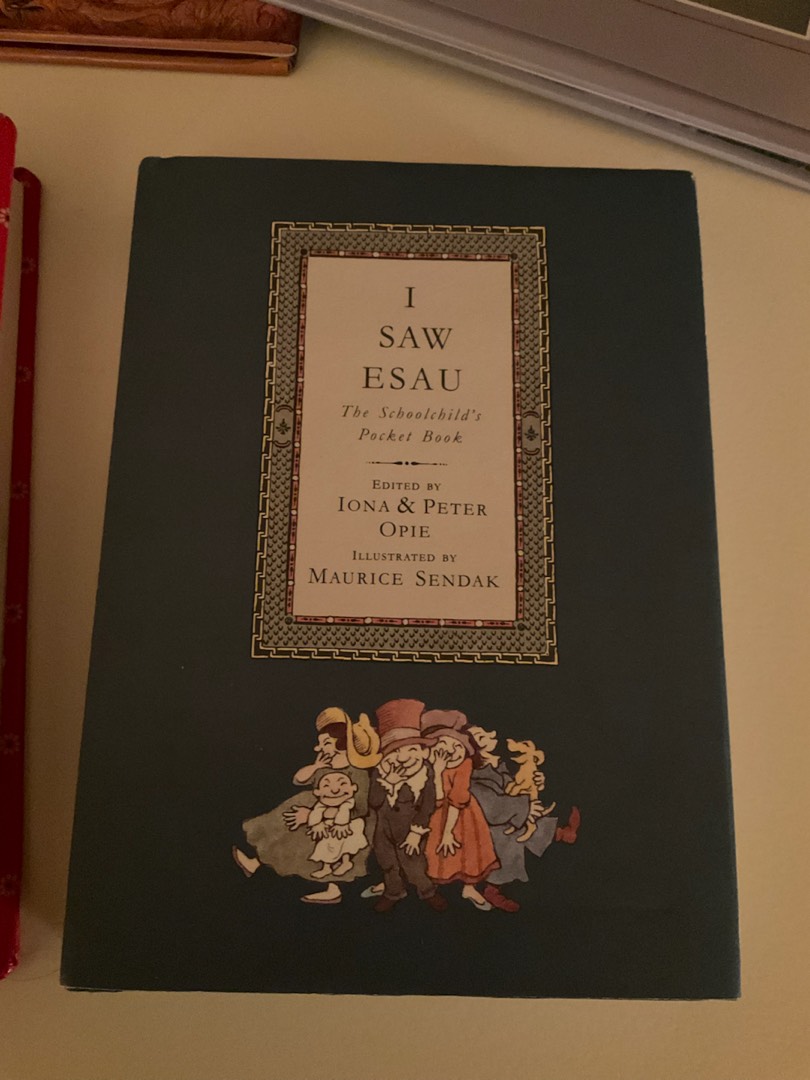 I
SAW
ESAU
The Schoolchild's
Pocket Book
EDITED BY
IONA & PETER
OPIE
ILLUSTRATED BY
MAURICE SENDAK